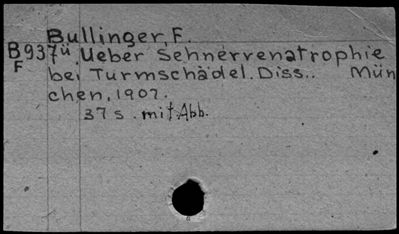 Bullinger, F.
B937ü Ueber Sehnervenatrophie
F bei Turmschädel. Diss.. Mün
chen, 1907.
37 s. mit Abb.